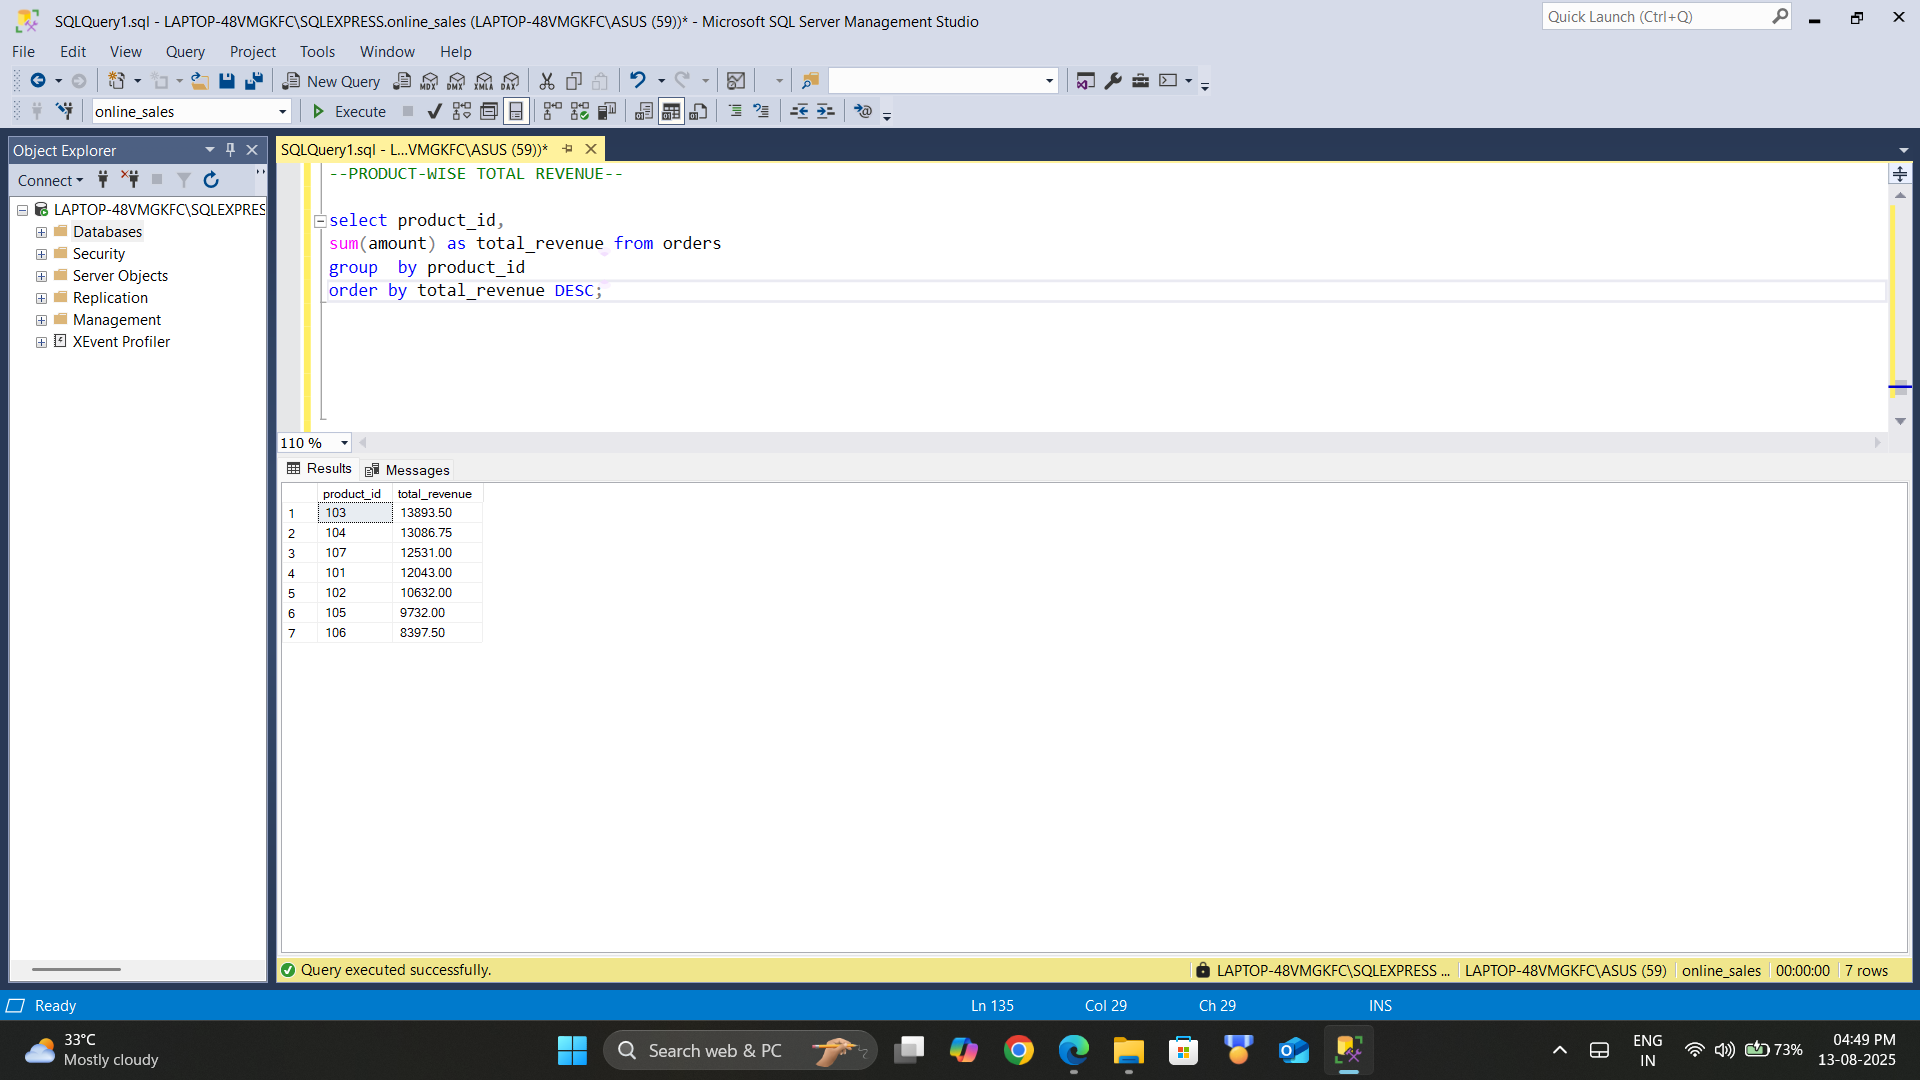 SQLQuery1.sql - LAPTOP-48VMGKFC\SQLEXPRESS.online_sales (LAPTOP-48VMGKFC\ASUS (59))* - Microsoft SQL Server Management Studio
Quick Launch (Ctrl+Q)
File Edit View Query Project Tools Window Help
New Query MDX DMX XMLA DAX
online_sales Execute
Object Explorer
SQLQuery1.sql - L...VMGKFC\ASUS (59))*
Connect
LAPTOP-48VMGKFC\SQLEXPRES
Databases
Security
Server Objects
Replication
Management
XEvent Profiler
--PRODUCT-WISE TOTAL REVENUE--
select product_id,
sum(amount) as total_revenue from orders
group  by product_id
order by total_revenue DESC;
110 %
Results Messages
product_id total_revenue
1 103 13893.50
2 104 13086.75
3 107 12531.00
4 101 12043.00
5 102 10632.00
6 105 9732.00
7 106 8397.50
Query executed successfully.
LAPTOP-48VMGKFC\SQLEXPRESS ... LAPTOP-48VMGKFC\ASUS (59) online_sales 00:00:00 7 rows
Ready Ln 135 Col 29 Ch 29 INS
33°C
Mostly cloudy
Search web & PC
ENG
IN
73%
04:49 PM
13-08-2025